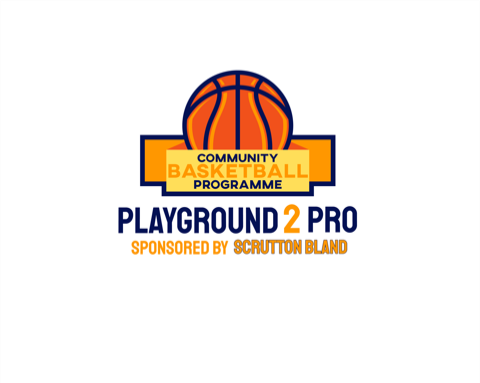 COMMUNITY
BASKETBALL
PROGRAMME
PLAYGROUND 2 PRO
SPONSORED BY SCRUTTON BLAND